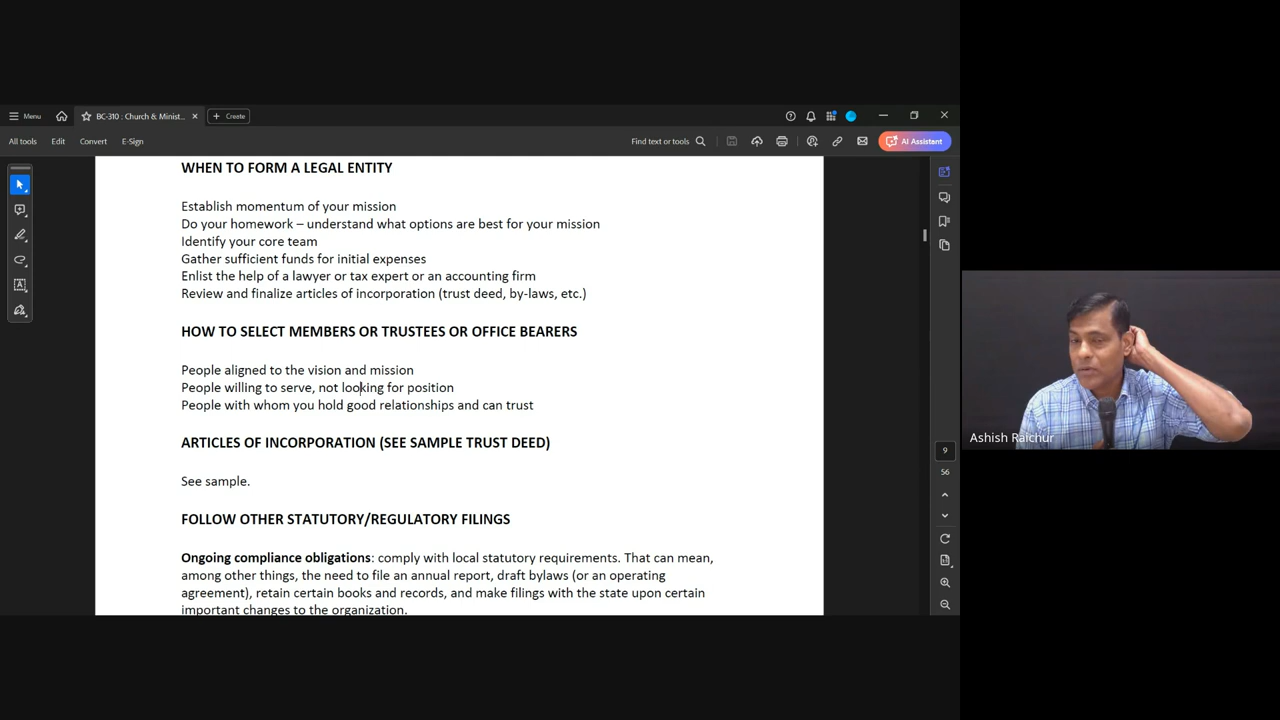 Menu
BC-310 : Church & Minist...
Create
All tools
Edit
Convert
E-Sign
Find text or tools
AI Assistant
WHEN TO FORM A LEGAL ENTITY
Establish momentum of your mission
Do your homework – understand what options are best for your mission
Identify your core team
Gather sufficient funds for initial expenses
Enlist the help of a lawyer or tax expert or an accounting firm
Review and finalize articles of incorporation (trust deed, by-laws, etc.)
HOW TO SELECT MEMBERS OR TRUSTEES OR OFFICE BEARERS
People aligned to the vision and mission
People willing to serve, not looking for position
People with whom you hold good relationships and can trust
ARTICLES OF INCORPORATION (SEE SAMPLE TRUST DEED)
See sample.
FOLLOW OTHER STATUTORY/REGULATORY FILINGS
Ongoing compliance obligations: comply with local statutory requirements. That can mean,
among other things, the need to file an annual report, draft bylaws (or an operating
agreement), retain certain books and records, and make filings with the state upon certain
important changes to the organization.
9
56
Ashish Raichur